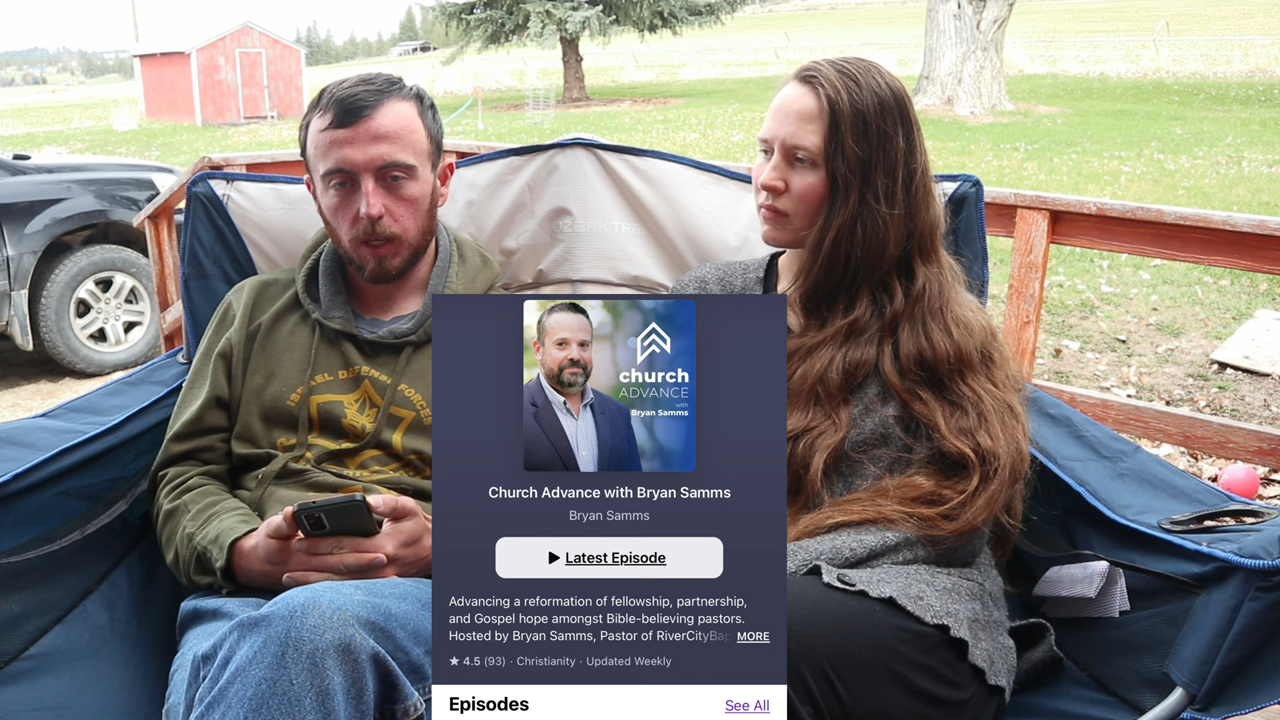 OZARK TRAIL
ISRAEL DEFENSE FORCES
church
ADVANCE
with
Bryan Samms
Church Advance with Bryan Samms
Bryan Samms
Latest Episode
Advancing a reformation of fellowship, partnership,
and Gospel hope amongst Bible-believing pastors.
Hosted by Bryan Samms, Pastor of RiverCityBap MORE
★ 4.5 (93) · Christianity · Updated Weekly
Episodes
See All